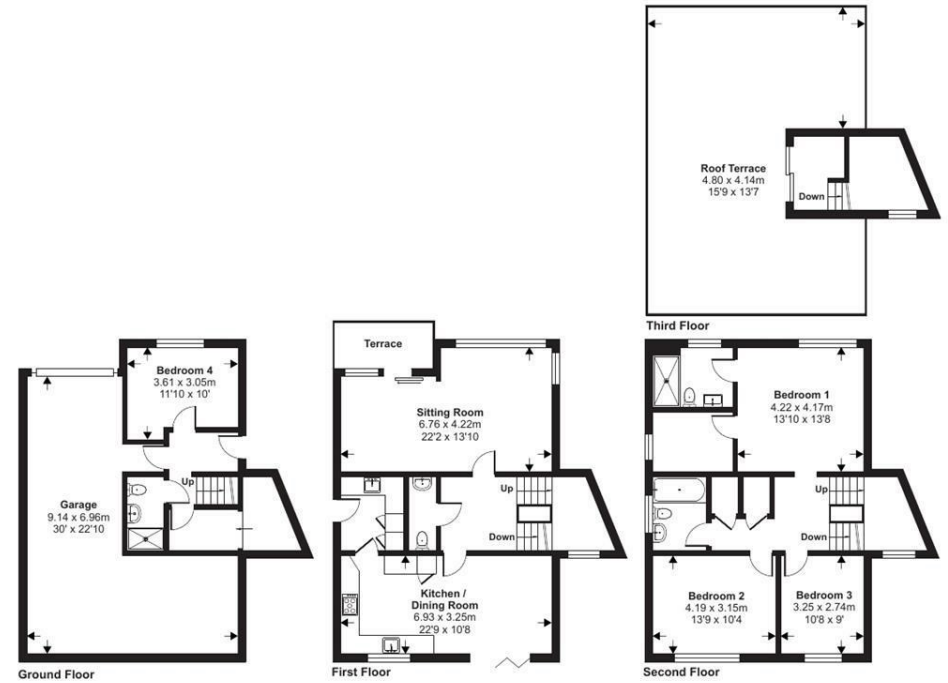 Roof Terrace
4.80 x 4.14m
15'9 x 13'7
Down
Third Floor
Bedroom 4
3.61 x 3.05m
11'10 x 10'
Up
Garage
9.14 x 6.96m
30' x 22'10
Ground Floor
Terrace
Sitting Room
6.76 x 4.22m
22'2 x 13'10
Up
Down
Kitchen /
Dining Room
6.93 x 3.25m
22'9 x 10'8
First Floor
Bedroom 1
4.22 x 4.17m
13'10 x 13'8
Up
Down
Bedroom 2
4.19 x 3.15m
13'9 x 10'4
Bedroom 3
3.25 x 2.74m
10'8 x 9'
Second Floor